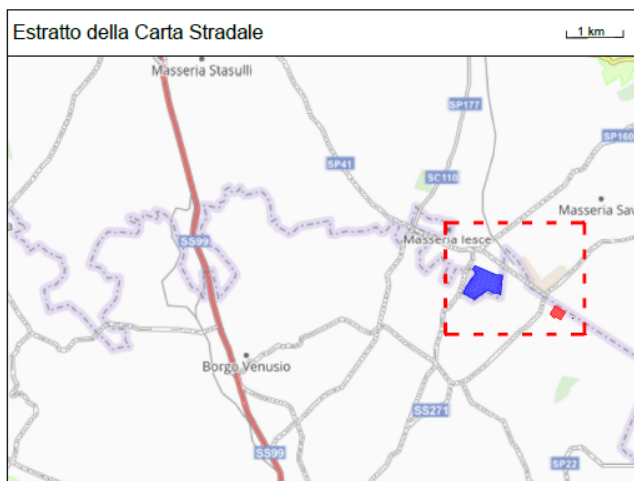 Estratto della Carta Stradale
1 km
Masseria Stasulli
SP177
SP160
SP41
SC110
Masseria Sav
Masseria Iesce
SS99
Borgo Venusio
SS271
SS99
SP22